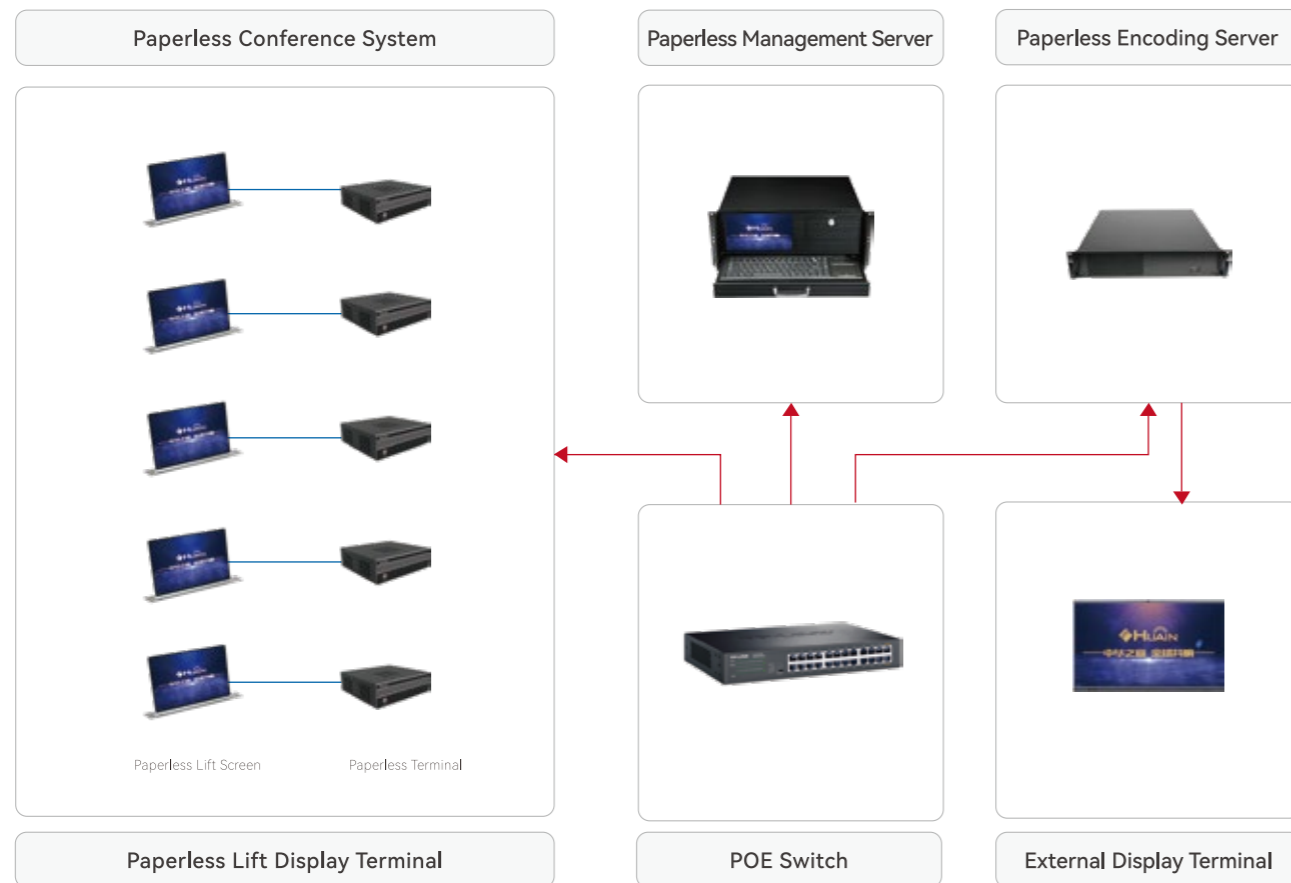 Paperless Conference System
Paperless Management Server
Paperless Encoding Server
HUAIN
Paperless Lift Screen
Paperless Terminal
Paperless Lift Display Terminal
POE Switch
External Display Terminal